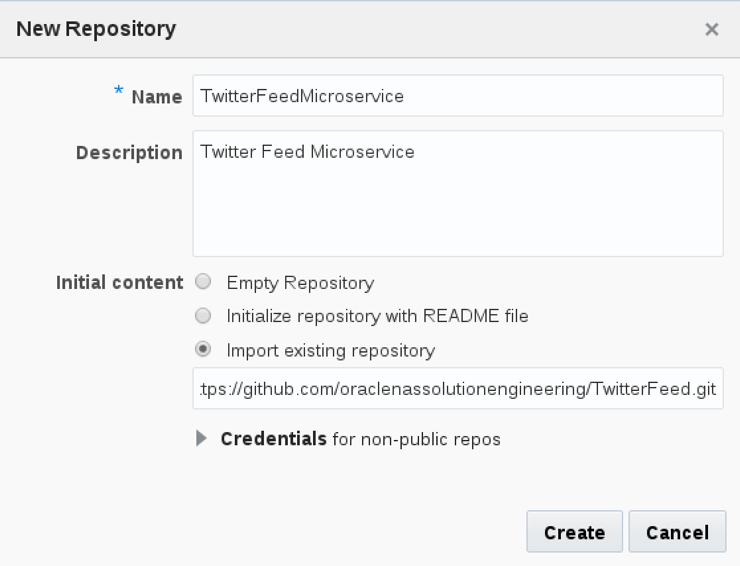 New Repository ×
* Name TwitterFeedMicroservice
Description Twitter Feed Microservice
Initial content Empty Repository
Initialize repository with README file
Import existing repository
:tps://github.com/oraclenassolutionengineering/TwitterFeed.git
Credentials for non-public repos
Create Cancel